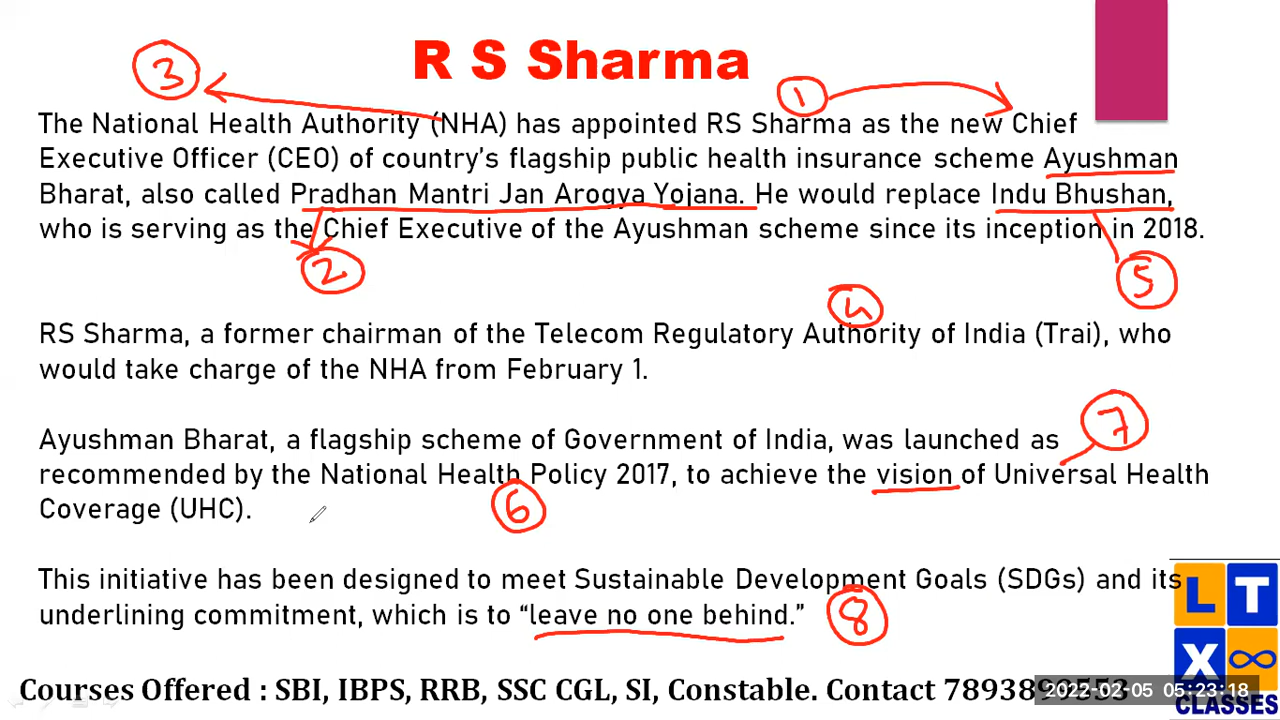 R S Sharma
3
1
The National Health Authority (NHA) has appointed RS Sharma as the new Chief
Executive Officer (CEO) of country's flagship public health insurance scheme Ayushman
Bharat, also called Pradhan Mantri Jan Arogya Yojana. He would replace Indu Bhushan,
who is serving as the Chief Executive of the Ayushman scheme since its inception in 2018.
2
5
4
RS Sharma, a former chairman of the Telecom Regulatory Authority of India (Trai), who
would take charge of the NHA from February 1.
7
Ayushman Bharat, a flagship scheme of Government of India, was launched as
recommended by the National Health Policy 2017, to achieve the vision of Universal Health
Coverage (UHC).
6
This initiative has been designed to meet Sustainable Development Goals (SDGs) and its
underlining commitment, which is to “leave no one behind.”
8
L T
X ∞
CLASSES
Courses Offered : SBI, IBPS, RRB, SSC CGL, SI, Constable. Contact 7893899553
2022-02-05 05:23:18